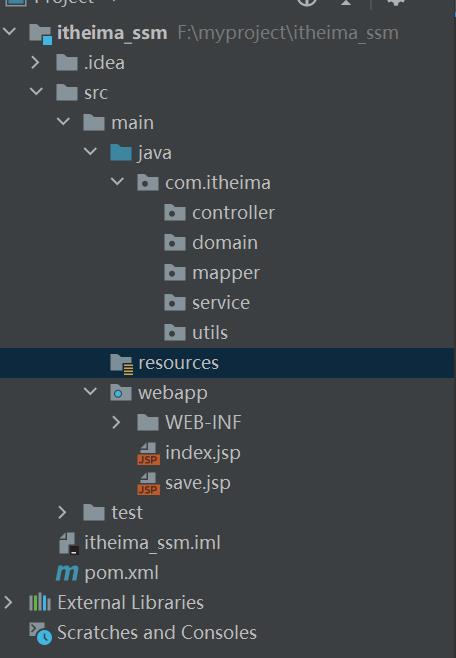 Project
itheima_ssm F:\myproject\itheima_ssm
.idea
src
main
java
com.itheima
controller
domain
mapper
service
utils
resources
webapp
WEB-INF
JSP index.jsp
JSP save.jsp
test
itheima_ssm.iml
m pom.xml
External Libraries
Scratches and Consoles